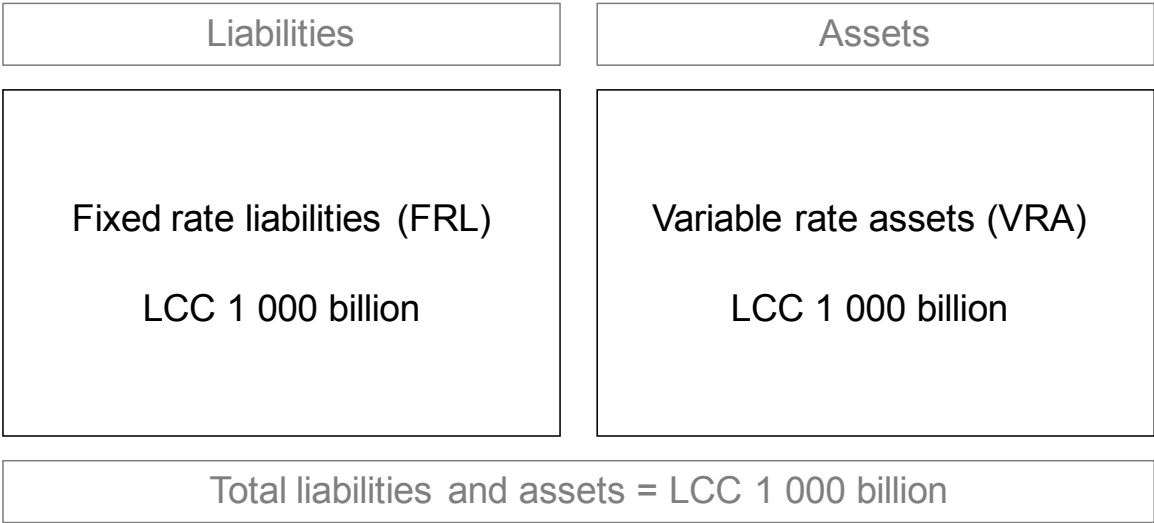 Liabilities
Assets
Fixed rate liabilities (FRL)
LCC 1 000 billion
Variable rate assets (VRA)
LCC 1 000 billion
Total liabilities and assets = LCC 1 000 billion